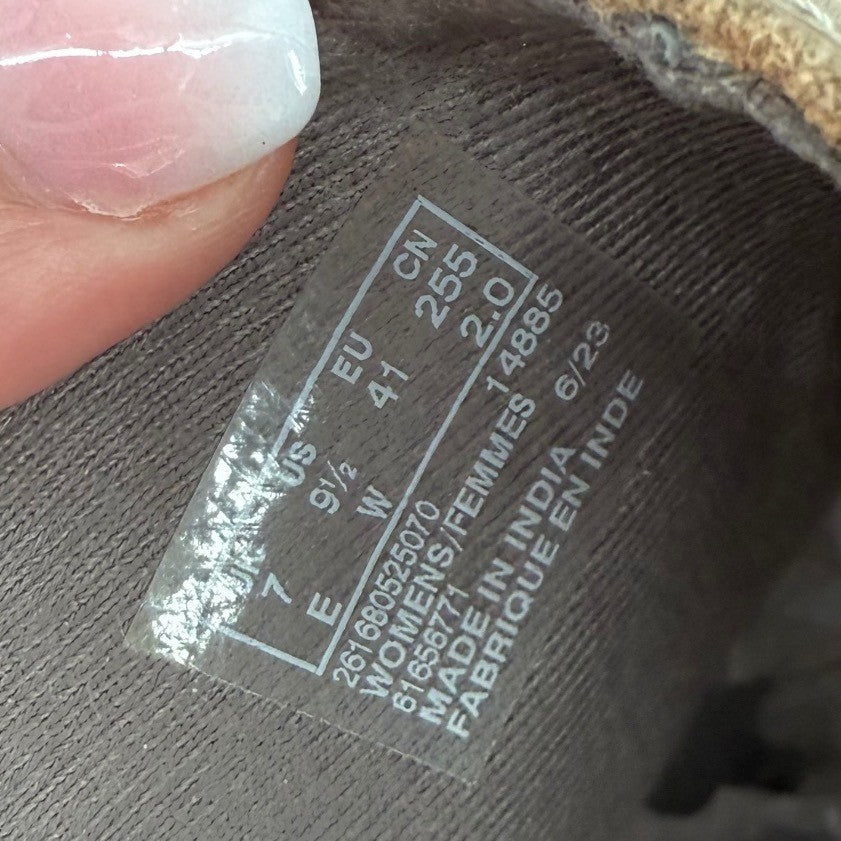 UK US EU CN
7 9½ 41 255
E W 2.0
261680525070
WOMENS/FEMMES 14885
61656771 6/23
MADE IN INDIA
FABRIQUE EN INDE